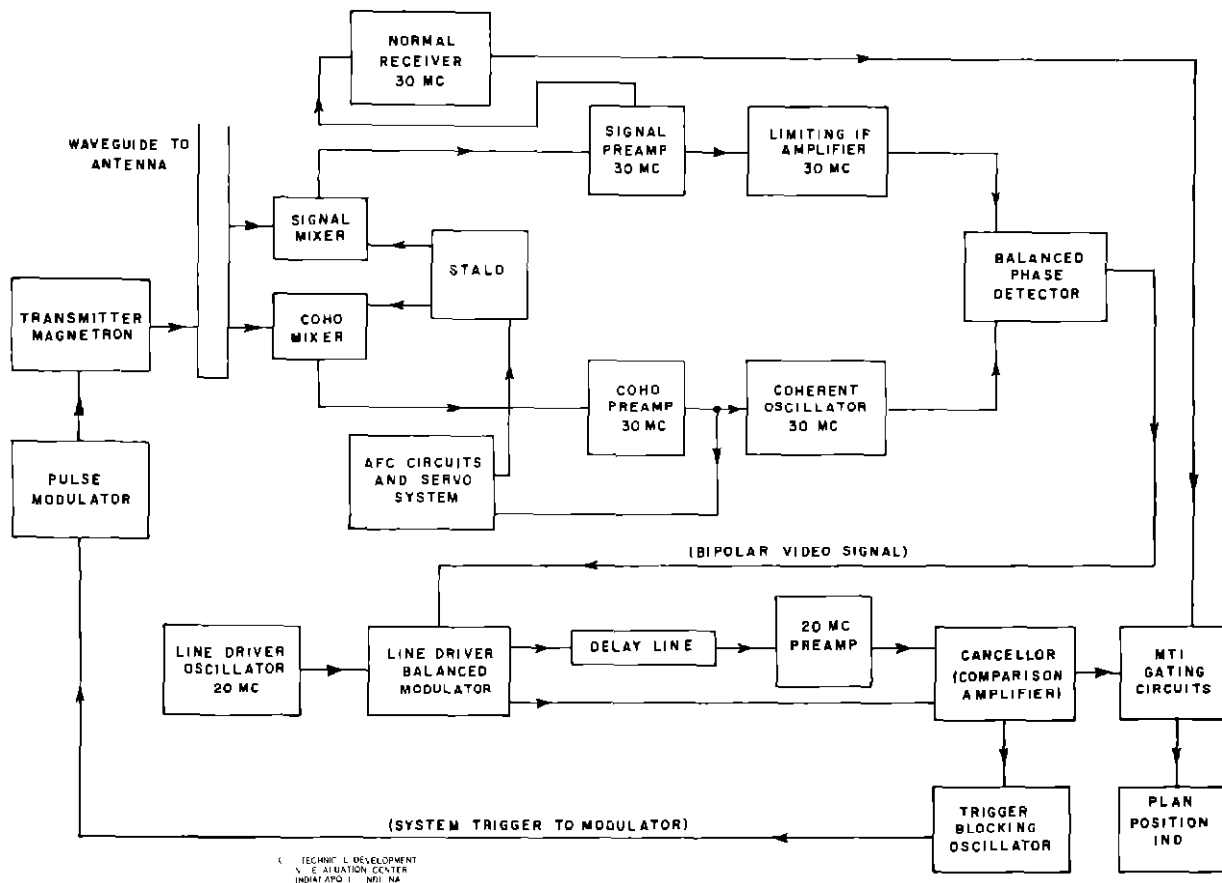 NORMAL
RECEIVER
30 MC
WAVEGUIDE TO
ANTENNA
SIGNAL
PREAMP
30 MC
LIMITING IF
AMPLIFIER
30 MC
SIGNAL
MIXER
STALO
BALANCED
PHASE
DETECTOR
TRANSMITTER
MAGNETRON
COHO
MIXER
COHO
PREAMP
30 MC
COHERENT
OSCILLATOR
30 MC
AFC CIRCUITS
AND SERVO
SYSTEM
PULSE
MODULATOR
(BIPOLAR VIDEO SIGNAL)
LINE DRIVER
OSCILLATOR
20 MC
LINE DRIVER
BALANCED
MODULATOR
DELAY LINE
20 MC
PREAMP
CANCELLOR
(COMPARISON
AMPLIFIER)
MTI
GATING
CIRCUITS
(SYSTEM TRIGGER TO MODULATOR)
TRIGGER
BLOCKING
OSCILLATOR
PLAN
POSITION
IND
DEVELOPMENT
CENTER